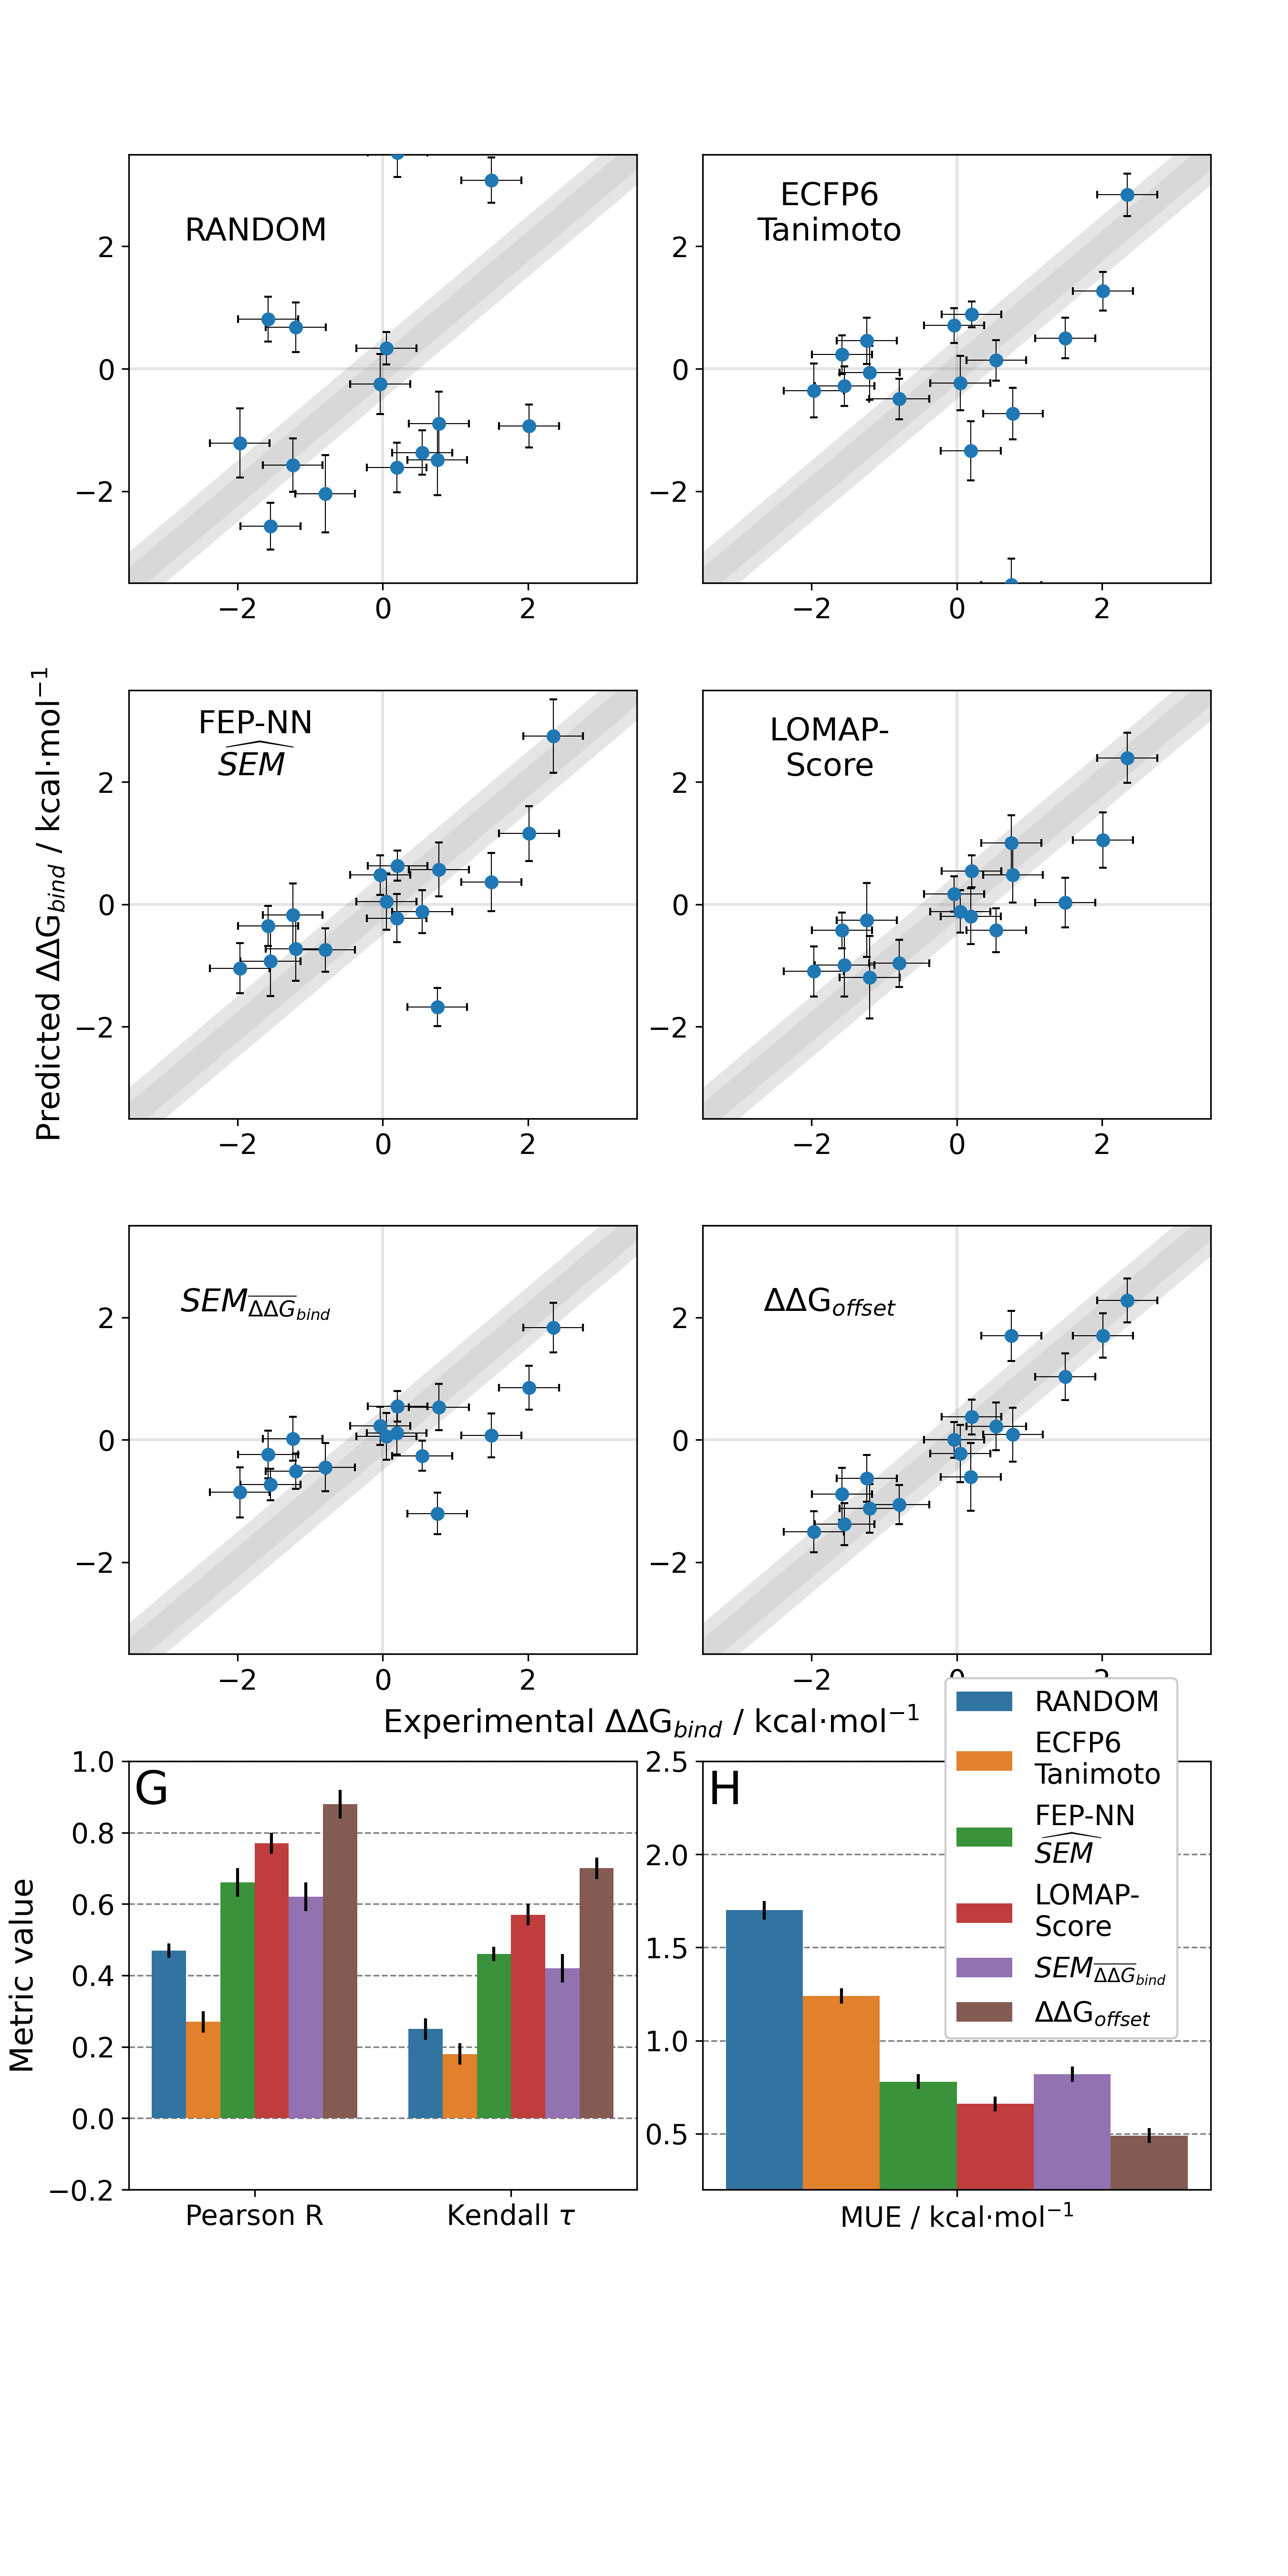 RANDOM
2
0
−2
−2
0
2
ECFP6
Tanimoto
2
0
−2
−2
0
2
Predicted ΔΔG_bind / kcal·mol⁻¹
FEP-NN
SEM
2
0
−2
−2
0
2
LOMAP-
Score
2
0
−2
−2
0
2
SEM_ΔΔG_bind
2
0
−2
−2
0
2
ΔΔG_offset
2
0
−2
−2
0
2
Experimental ΔΔG_bind / kcal·mol⁻¹
G
Metric value
1.0
0.8
0.6
0.4
0.2
0.0
−0.2
Pearson R
Kendall τ
H
2.5
2.0
1.5
1.0
0.5
MUE / kcal·mol⁻¹
RANDOM
ECFP6
Tanimoto
FEP-NN
SEM
LOMAP-
Score
SEM_ΔΔG_bind
ΔΔG_offset